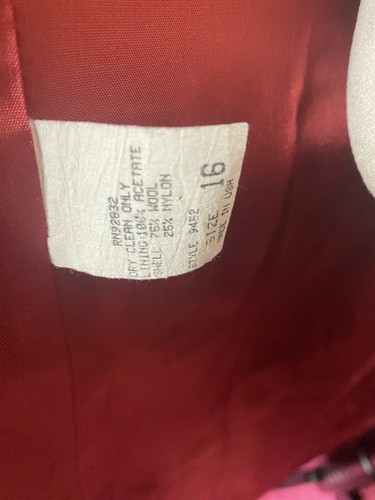 RN92832
DRY CLEAN ONLY
LINING:100% ACETATE
SHELL 75% WOOL
25% NYLON
STYLE 9452
SIZE 16
MADE IN USA